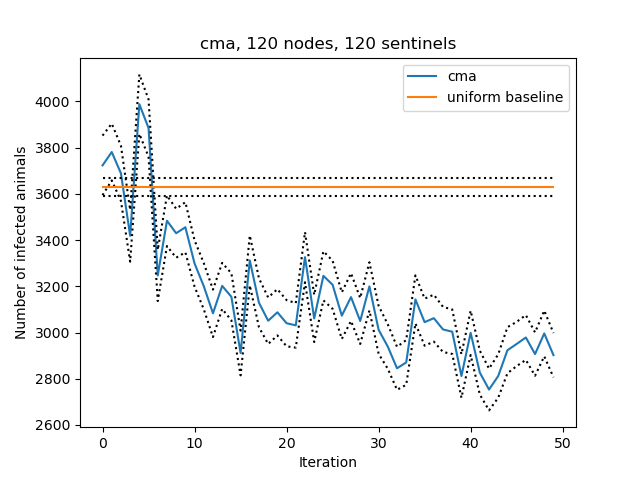 cma, 120 nodes, 120 sentinels
cma
uniform baseline
Number of infected animals
4000
3800
3600
3400
3200
3000
2800
2600
0 10 20 30 40 50
Iteration